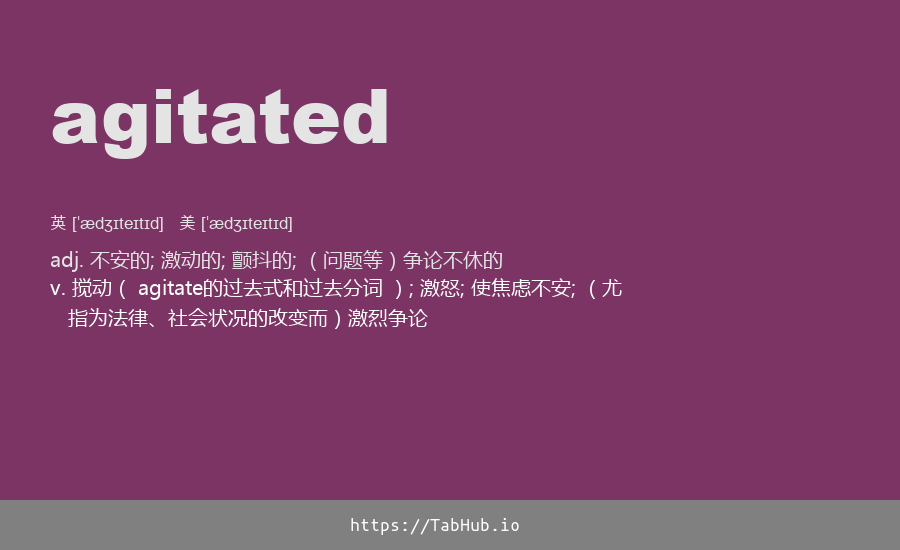 agitated
英 [ˈædʒɪteɪtɪd] 美 [ˈædʒɪteɪtɪd]
adj. 不安的; 激动的; 颤抖的; （问题等）争论不休的
v. 搅动（ agitate的过去式和过去分词 ）; 激怒; 使焦虑不安; （尤
指为法律、社会状况的改变而）激烈争论
https://TabHub.io